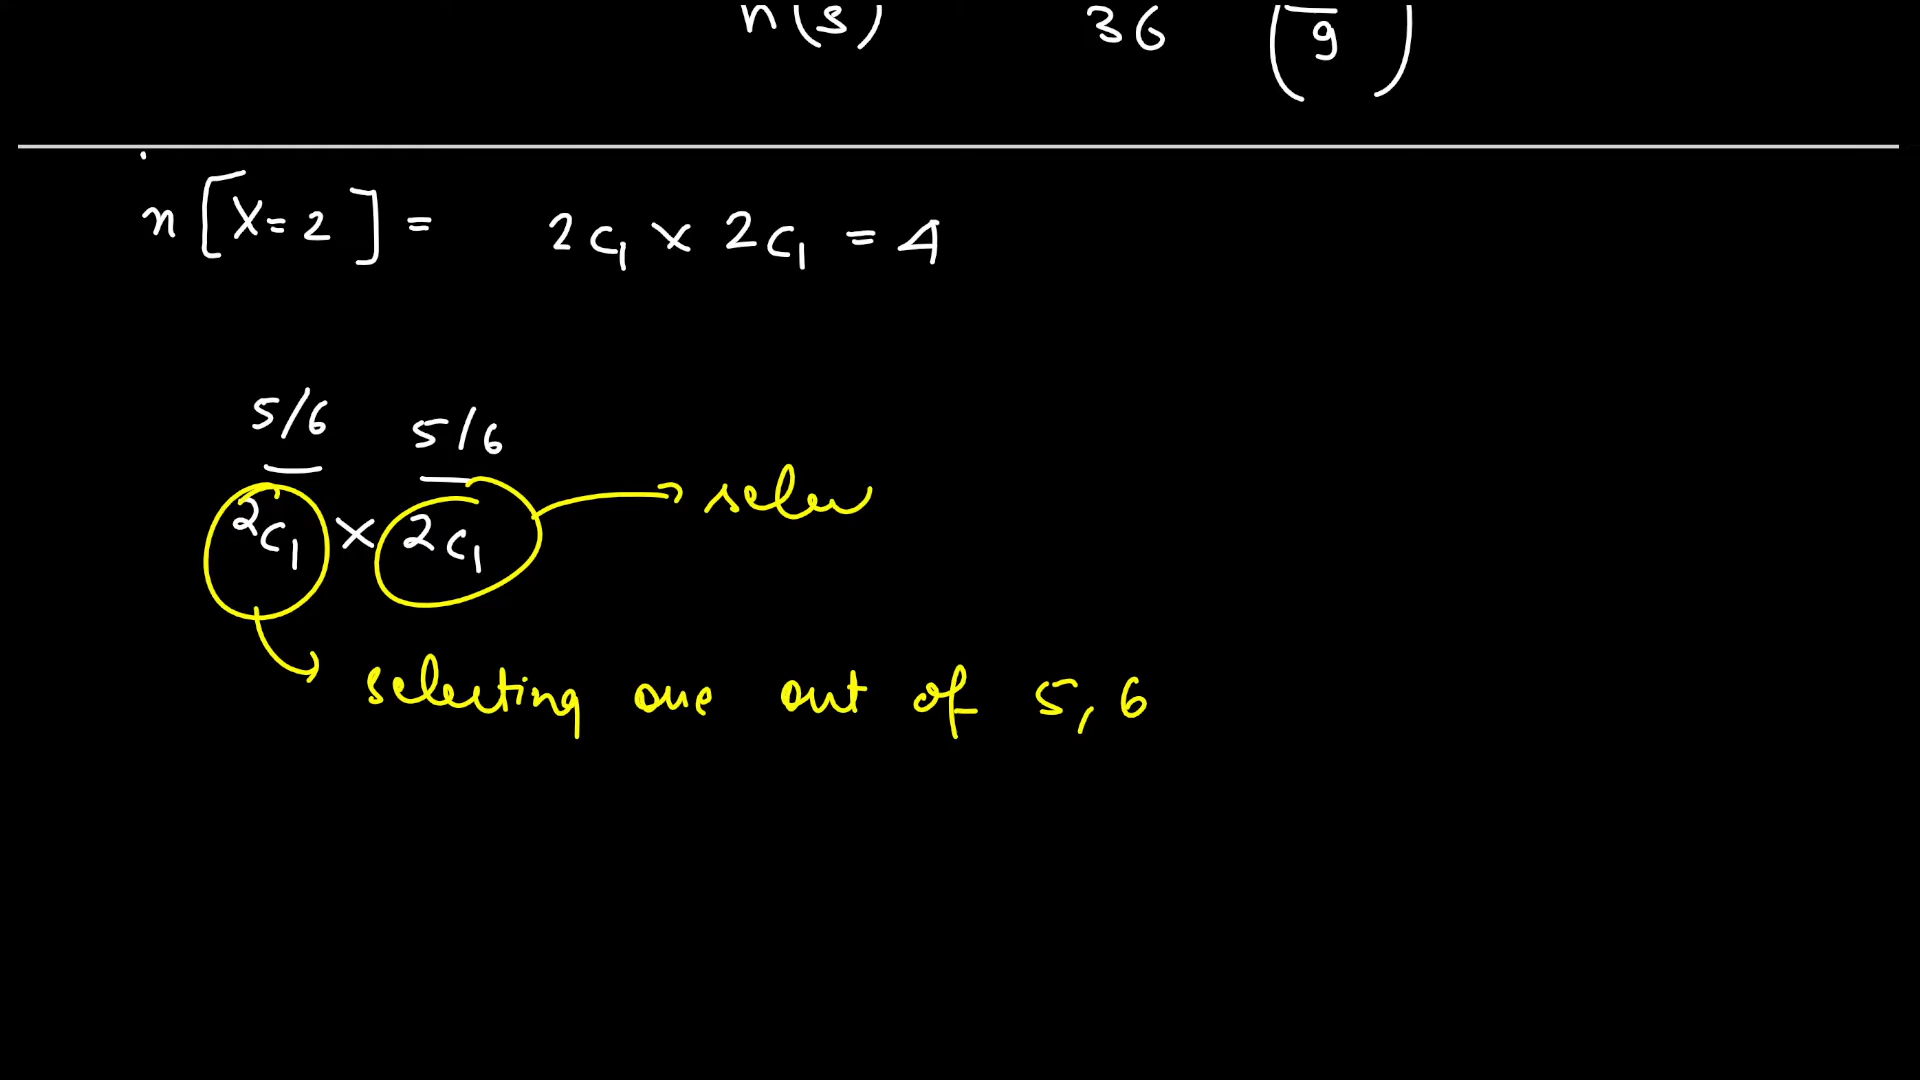 n(s) 36 (9)
n[X=2] = 2c₁ × 2c₁ = 4
5/6 5/6
2c₁ × 2c₁ → selec
selecting one out of 5, 6